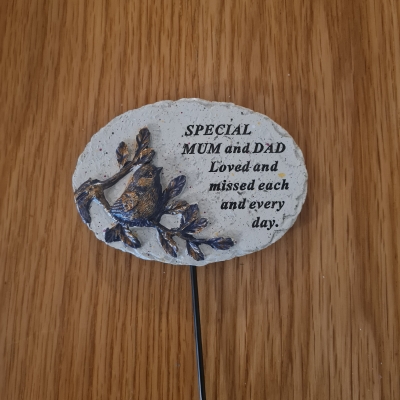 SPECIAL
MUM and DAD
Loved and
missed each
and every
day.